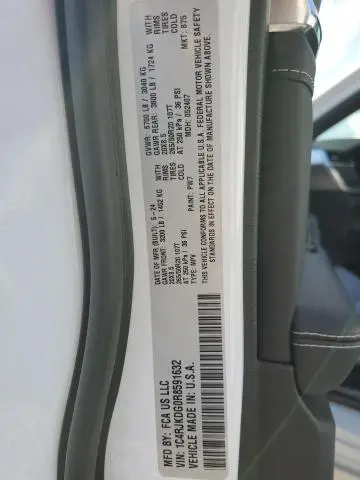 MFD BY: FCA US LLC
VIN: 1C4RJKDG0R8591632
VEHICLE MADE IN U.S.A.
DATE OF MFR (BUILT): 5-24
GAWR FRONT: 3200 LB / 1452 KG WITH
20X8.5 RIMS
265/50R20 107T TIRES
AT 250 kPa / 36 PSI COLD
TYPE: MPV PAINT: PW7
GVWR: 6700 LB / 3040 KG
GAWR REAR: 3800 LB / 1724 KG WITH
20X8.5 RIMS
265/50R20 107T TIRES
AT 250 kPa / 36 PSI COLD
MDH: 052407 MKT: 875
THIS VEHICLE CONFORMS TO ALL APPLICABLE U.S.A. FEDERAL MOTOR VEHICLE SAFETY
STANDARDS IN EFFECT ON THE DATE OF MANUFACTURE SHOWN ABOVE.